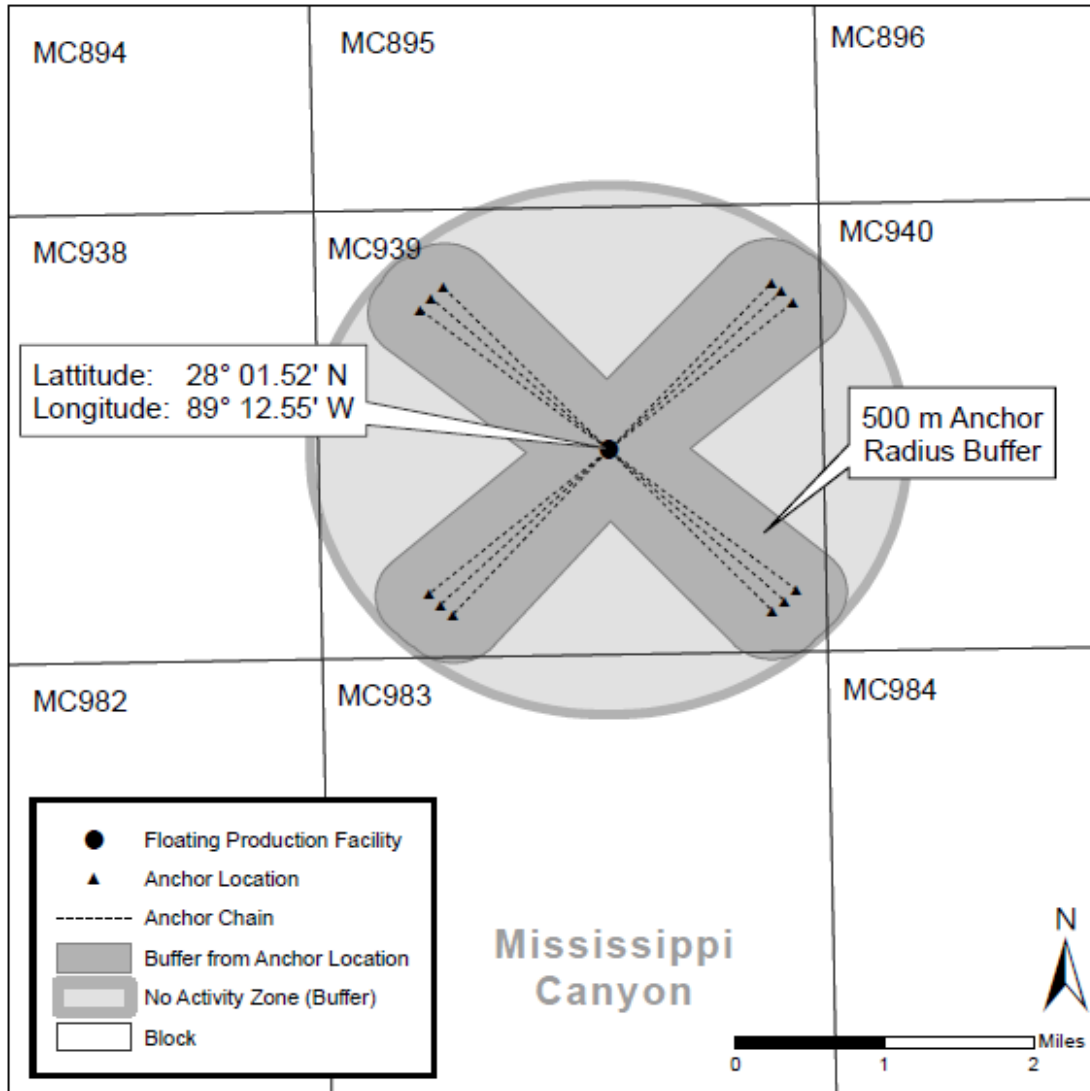 MC894
MC895
MC896
MC938
MC939
MC940
Lattitude: 28° 01.52' N
Longitude: 89° 12.55' W
500 m Anchor
Radius Buffer
MC982
MC983
MC984
Floating Production Facility
Anchor Location
Anchor Chain
Buffer from Anchor Location
No Activity Zone (Buffer)
Block
Mississippi
Canyon
N
Miles
0 1 2